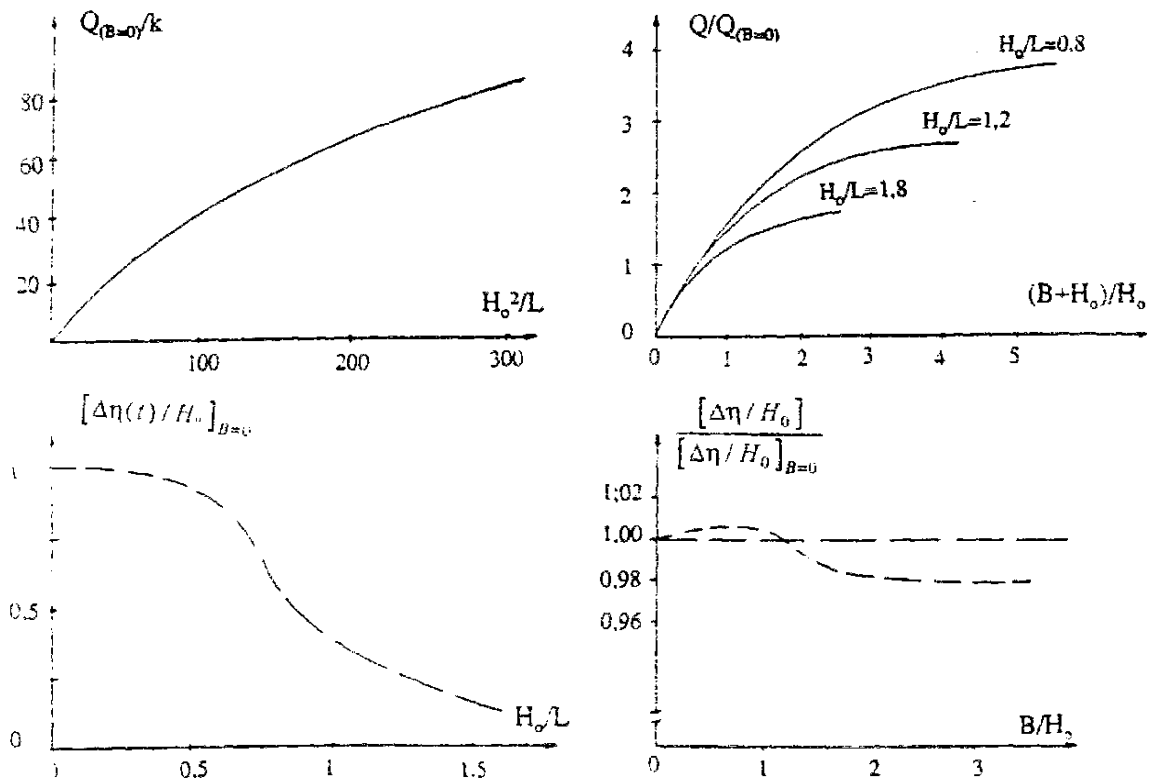 Q(B=0)/k
80
60
40
20
100
200
300
H₀²/L
Q/Q(B=0)
4
3
2
1
0
H₀/L=0.8
H₀/L=1,2
H₀/L=1,8
(B+H₀)/H₀
0
1
2
3
4
5
[Δη(t)/H₀]B=0
1
0,5
0
0.5
1
1.5
H₀/L
[Δη/H₀]
[Δη/H₀]B=0
1,02
1,00
0,98
0,96
0
1
2
3
B/H₀